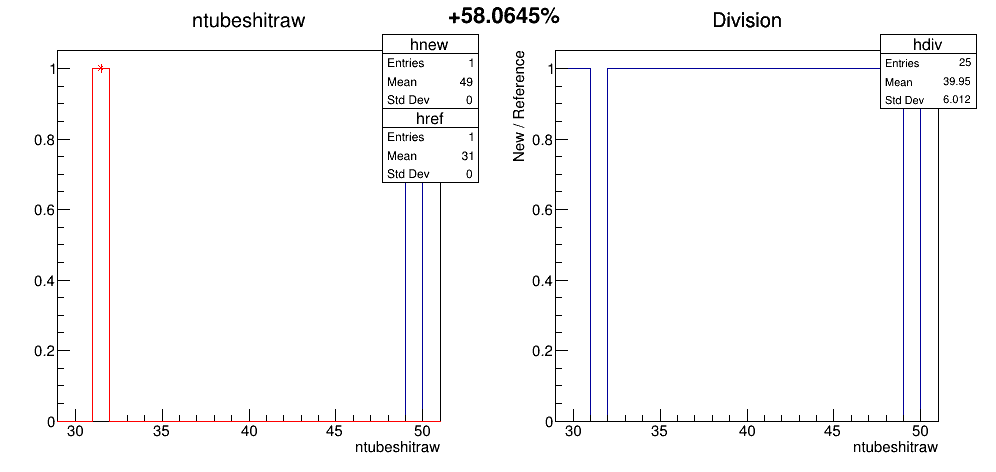 +58.0645%
ntubeshitraw
hnew
Entries 1
Mean 49
Std Dev 0
href
Entries 1
Mean 31
Std Dev 0
1
0.8
0.6
0.4
0.2
0
30 35 40 45 50
ntubeshitraw
Division
hdiv
Entries 25
Mean 39.95
Std Dev 6.012
New / Reference
1
0.8
0.6
0.4
0.2
0
30 35 40 45 50
ntubeshitraw